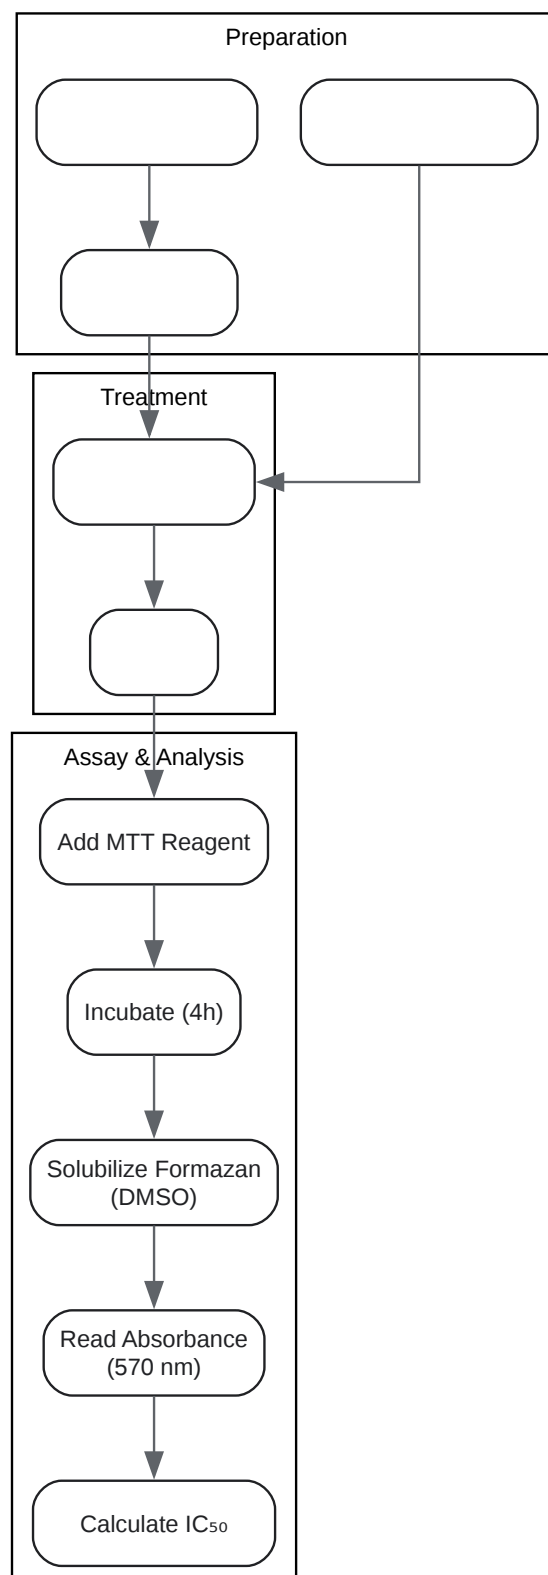 Preparation
Treatment
Assay & Analysis
Add MTT Reagent
Incubate (4h)
Solubilize Formazan
(DMSO)
Read Absorbance
(570 nm)
Calculate IC₅₀